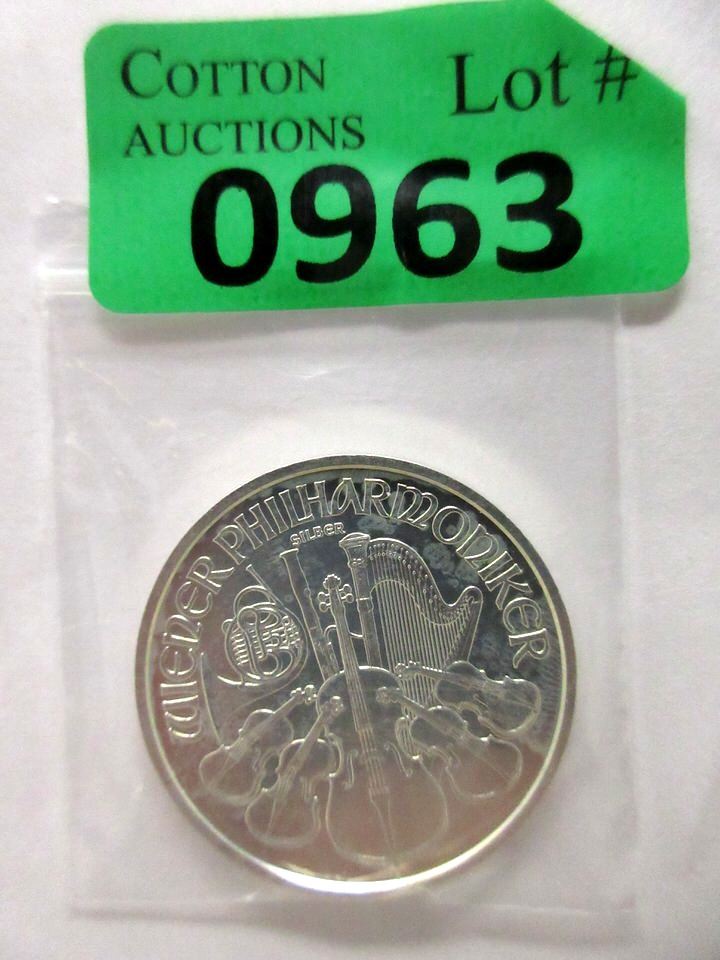 COTTON
AUCTIONS
Lot #
0963
WIENER PHILHARMONIKER
SILBER